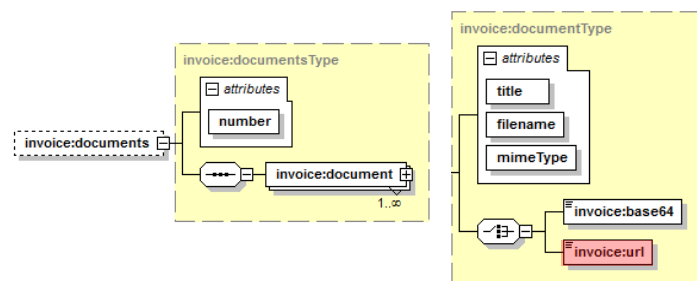 invoice:documents
invoice:documentsType
attributes
number
invoice:document
1..∞
invoice:documentType
attributes
title
filename
mimeType
invoice:base64
invoice:url